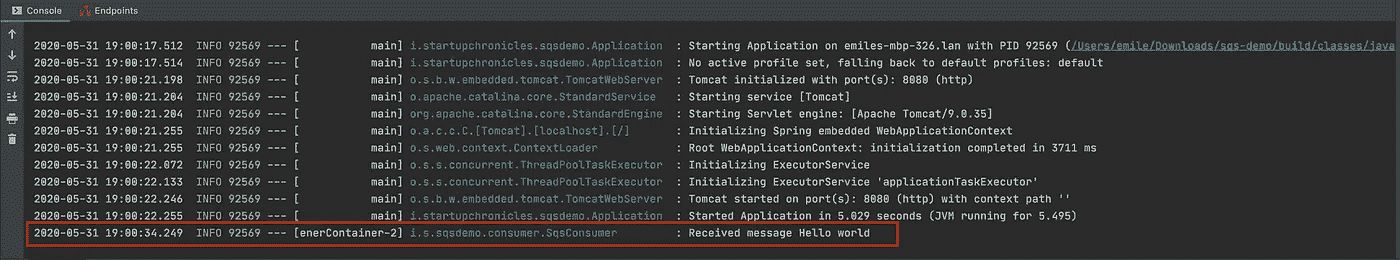 Console Endpoints
2020-05-31 19:00:17.512 INFO 92569 --- [ main] i.startupchronicles.sqsdemo.Application : Starting Application on emiles-mbp-326.lan with PID 92569 (/Users/emile/Downloads/sqs-demo/build/classes/java
2020-05-31 19:00:17.514 INFO 92569 --- [ main] i.startupchronicles.sqsdemo.Application : No active profile set, falling back to default profiles: default
2020-05-31 19:00:21.198 INFO 92569 --- [ main] o.s.b.w.embedded.tomcat.TomcatWebServer : Tomcat initialized with port(s): 8080 (http)
2020-05-31 19:00:21.204 INFO 92569 --- [ main] o.apache.catalina.core.StandardService : Starting service [Tomcat]
2020-05-31 19:00:21.204 INFO 92569 --- [ main] org.apache.catalina.core.StandardEngine : Starting Servlet engine: [Apache Tomcat/9.0.35]
2020-05-31 19:00:21.255 INFO 92569 --- [ main] o.a.c.c.C.[Tomcat].[localhost].[/] : Initializing Spring embedded WebApplicationContext
2020-05-31 19:00:21.255 INFO 92569 --- [ main] o.s.web.context.ContextLoader : Root WebApplicationContext: initialization completed in 3711 ms
2020-05-31 19:00:22.072 INFO 92569 --- [ main] o.s.s.concurrent.ThreadPoolTaskExecutor : Initializing ExecutorService
2020-05-31 19:00:22.133 INFO 92569 --- [ main] o.s.s.concurrent.ThreadPoolTaskExecutor : Initializing ExecutorService 'applicationTaskExecutor'
2020-05-31 19:00:22.246 INFO 92569 --- [ main] o.s.b.w.embedded.tomcat.TomcatWebServer : Tomcat started on port(s): 8080 (http) with context path ''
2020-05-31 19:00:22.255 INFO 92569 --- [ main] i.startupchronicles.sqsdemo.Application : Started Application in 5.029 seconds (JVM running for 5.495)
2020-05-31 19:00:34.249 INFO 92569 --- [enerContainer-2] i.s.sqsdemo.consumer.SqsConsumer : Received message Hello world